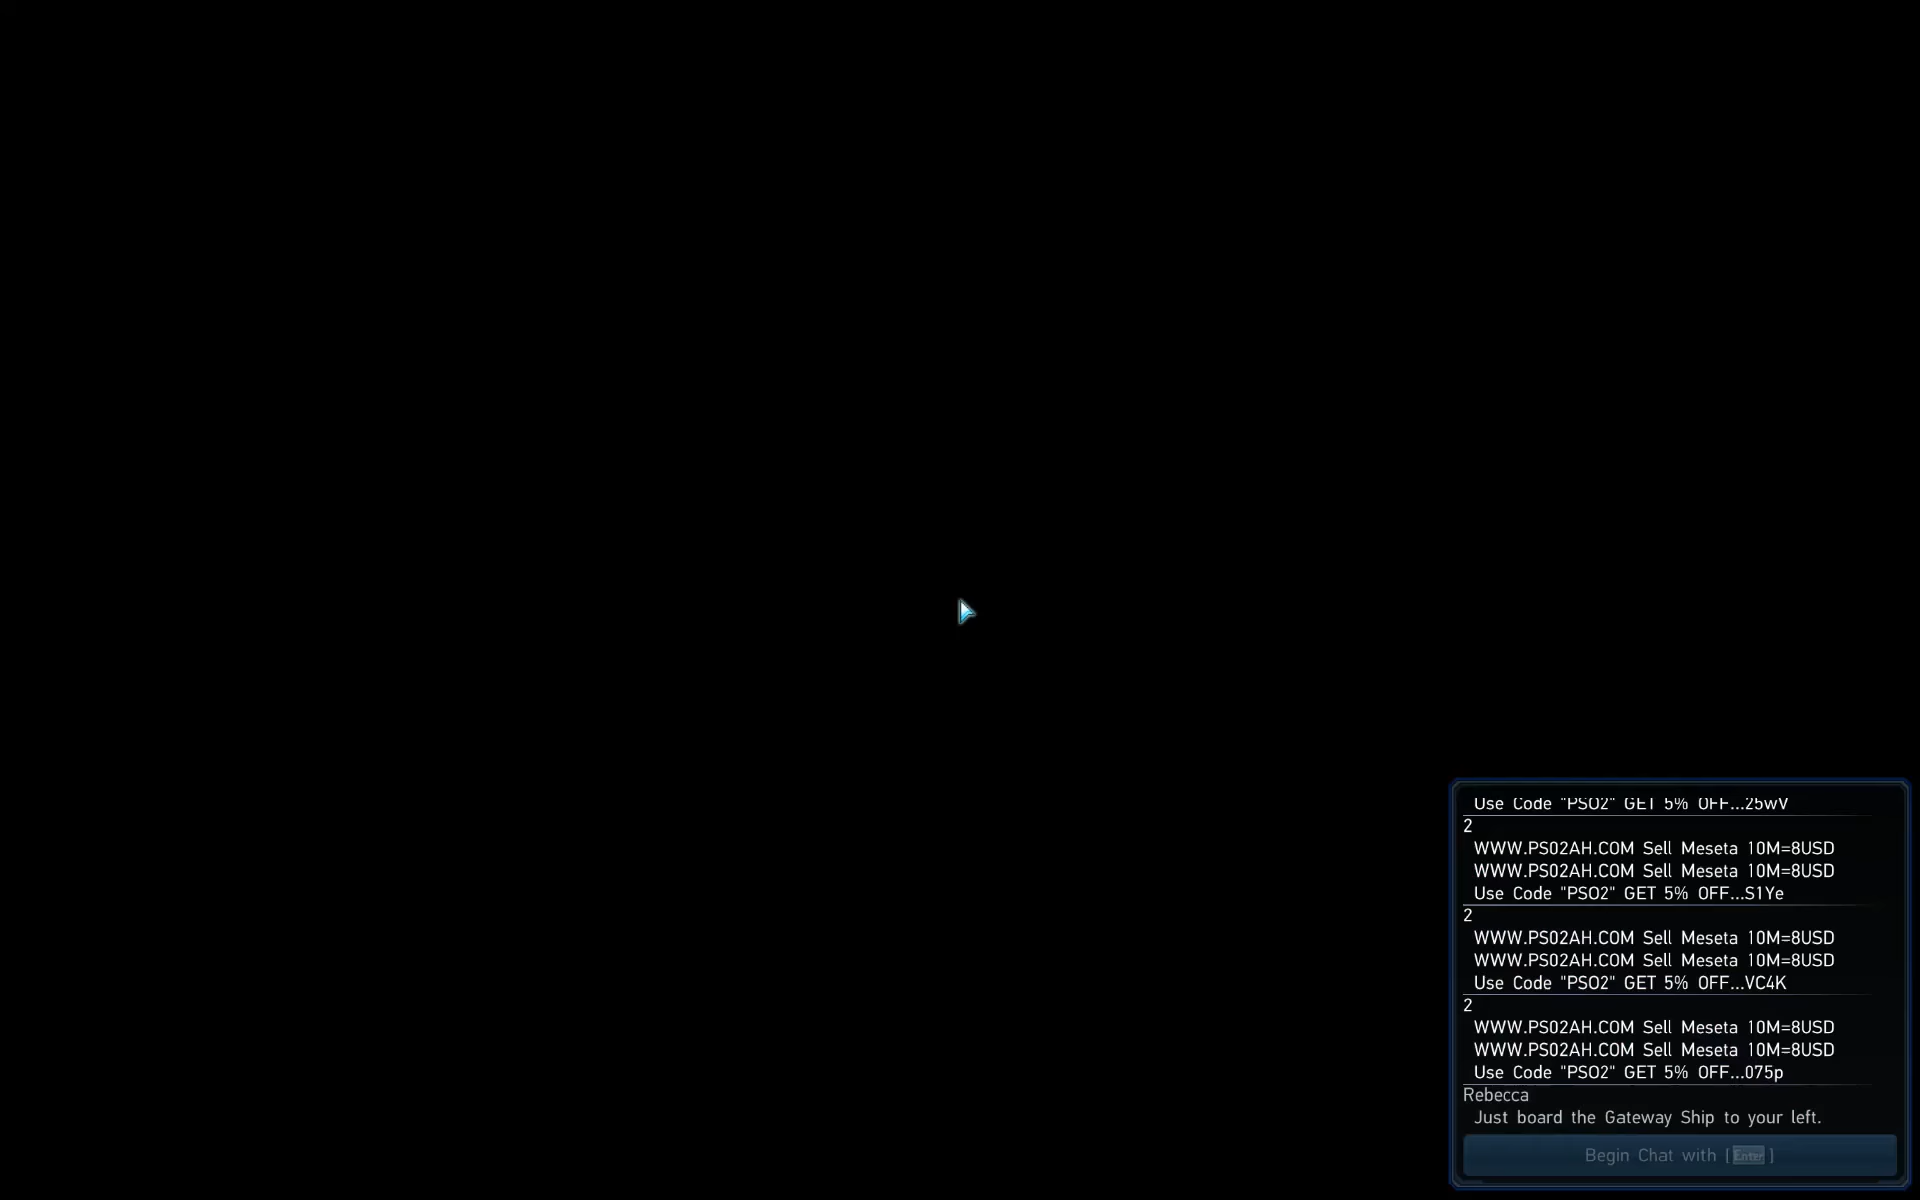 Use Code "PSO2" GET 5% OFF...25wV
2
WWW.PSO2AH.COM Sell Meseta 10M=8USD
WWW.PSO2AH.COM Sell Meseta 10M=8USD
Use Code "PSO2" GET 5% OFF...S1Ye
2
WWW.PSO2AH.COM Sell Meseta 10M=8USD
WWW.PSO2AH.COM Sell Meseta 10M=8USD
Use Code "PSO2" GET 5% OFF...VC4K
2
WWW.PSO2AH.COM Sell Meseta 10M=8USD
WWW.PSO2AH.COM Sell Meseta 10M=8USD
Use Code "PSO2" GET 5% OFF...075p
Rebecca
Just board the Gateway Ship to your left.
Begin Chat with [Enter]